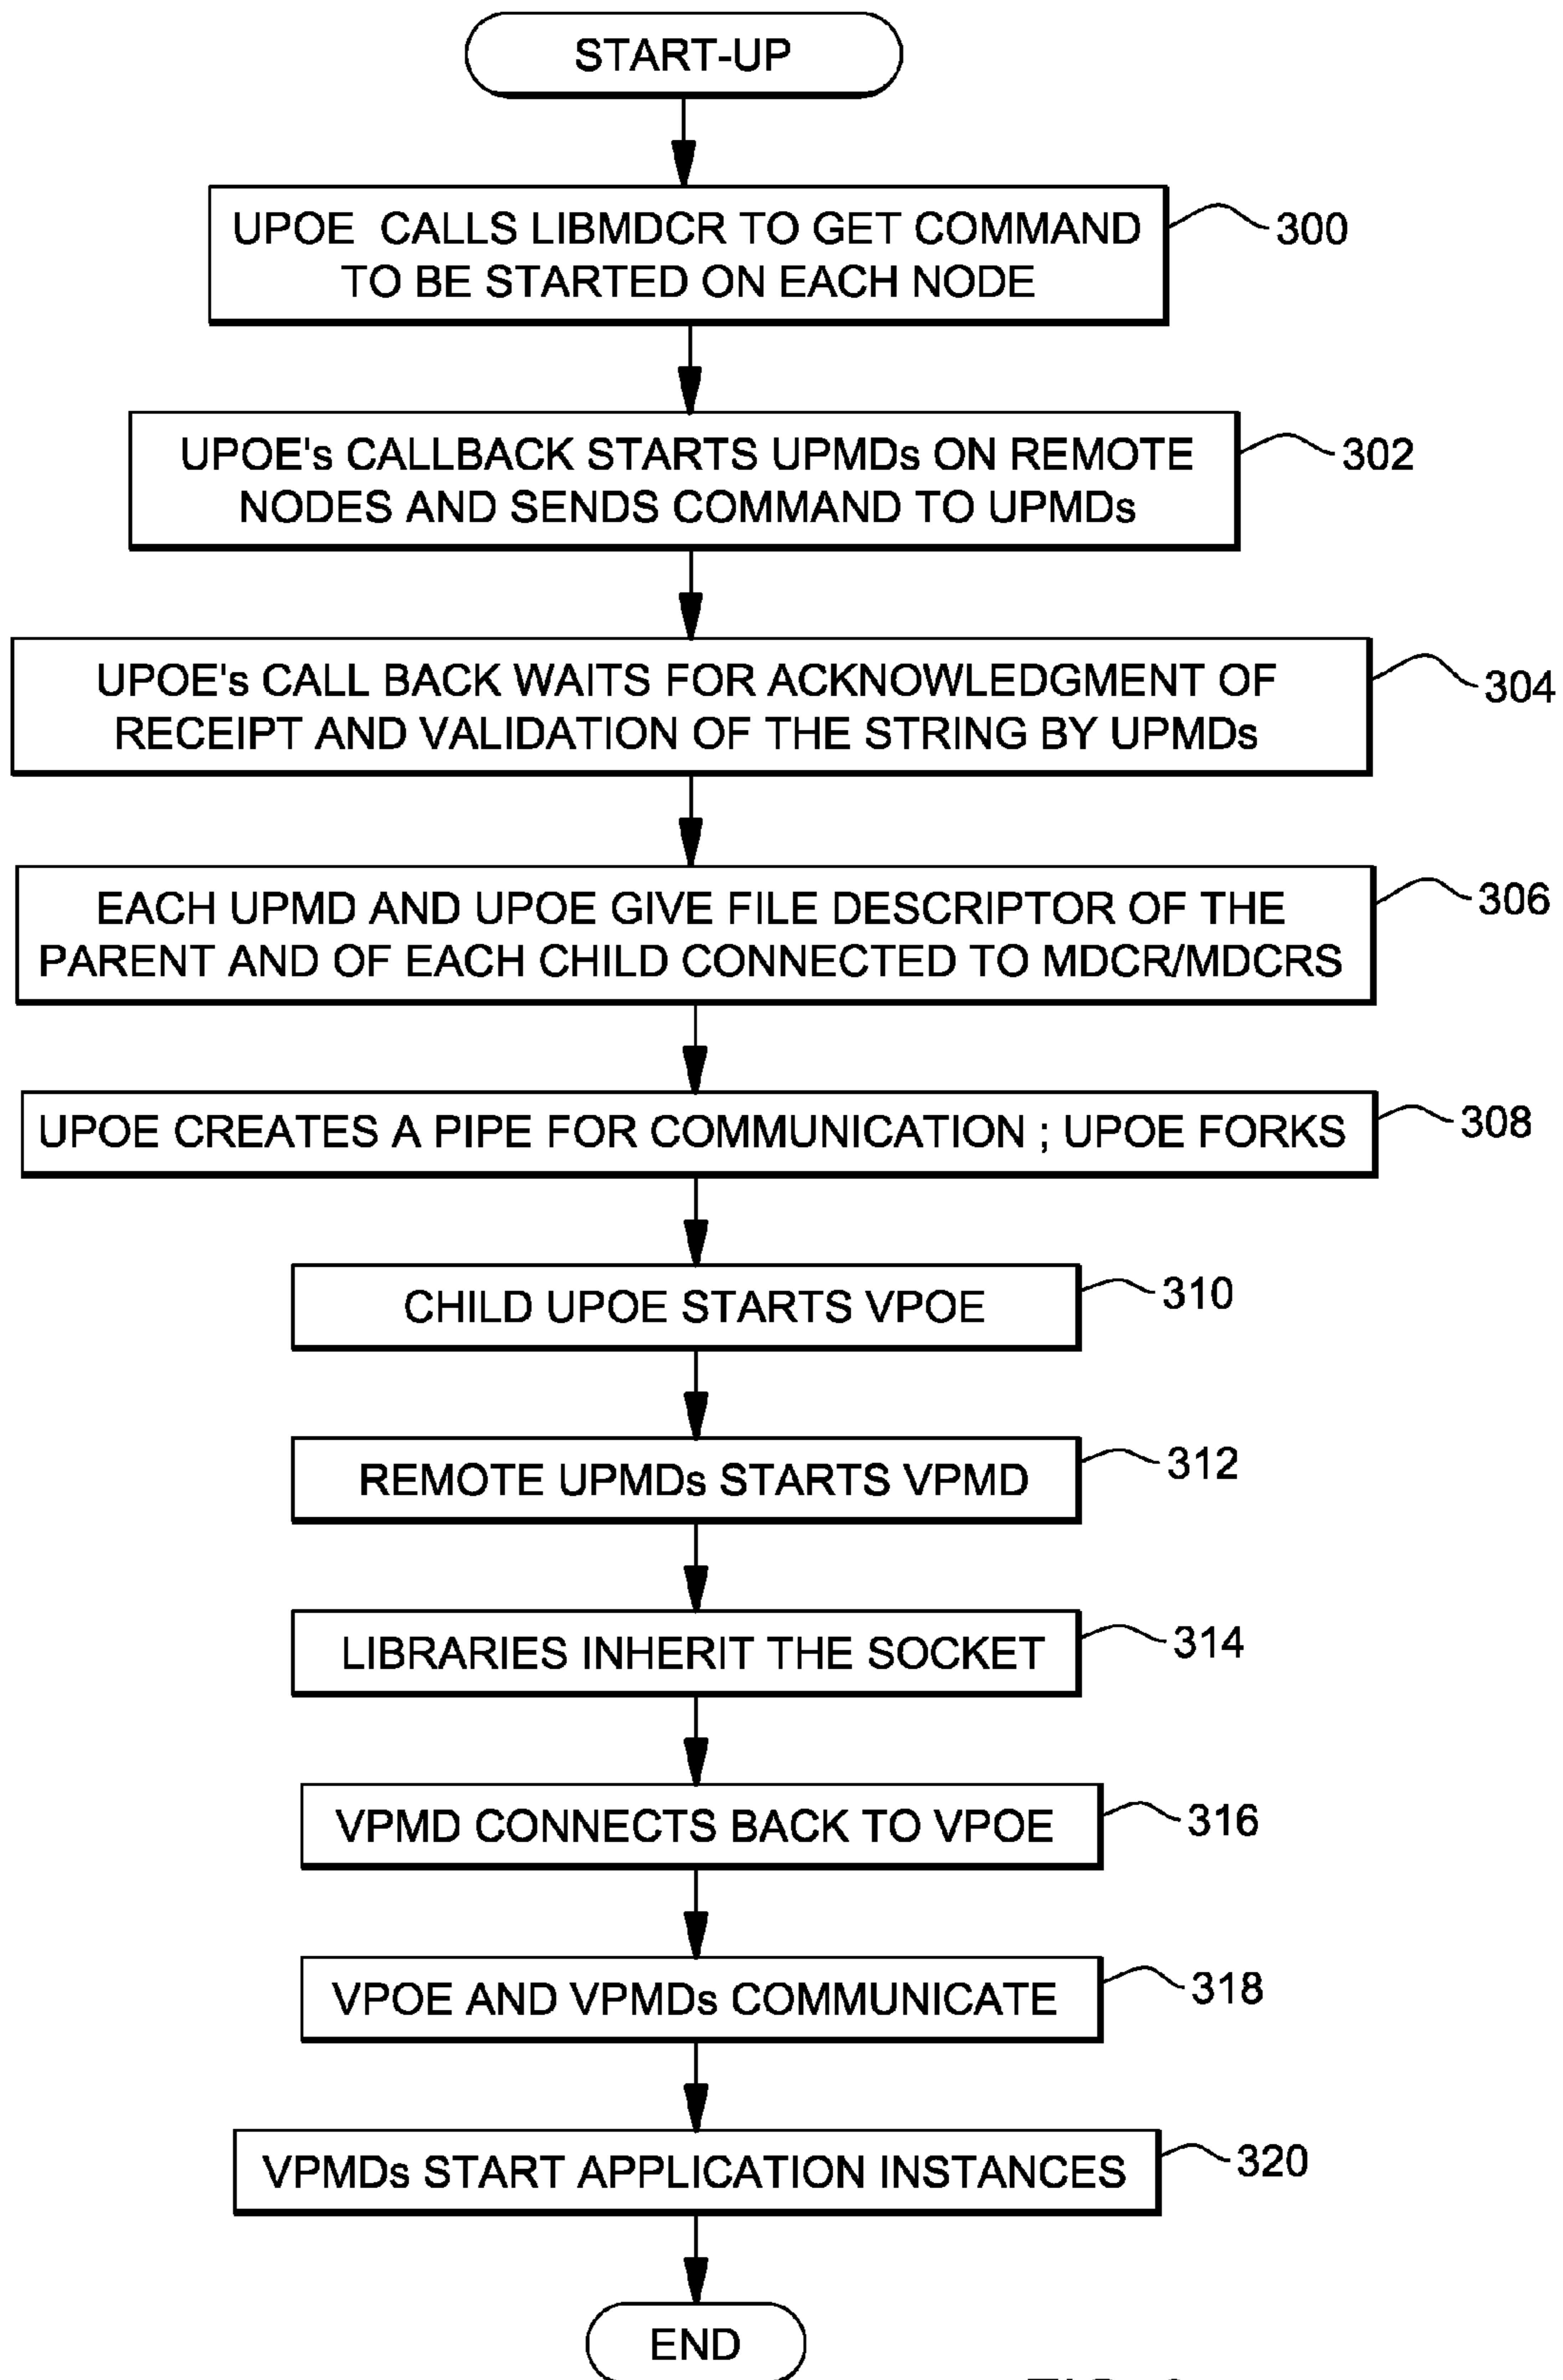 START-UP
UPOE CALLS LIBMDCR TO GET COMMAND
TO BE STARTED ON EACH NODE
300
UPOE's CALLBACK STARTS UPMDs ON REMOTE
NODES AND SENDS COMMAND TO UPMDs
302
UPOE's CALL BACK WAITS FOR ACKNOWLEDGMENT OF
RECEIPT AND VALIDATION OF THE STRING BY UPMDs
304
EACH UPMD AND UPOE GIVE FILE DESCRIPTOR OF THE
PARENT AND OF EACH CHILD CONNECTED TO MDCR/MDCRS
306
UPOE CREATES A PIPE FOR COMMUNICATION ; UPOE FORKS
308
CHILD UPOE STARTS VPOE
310
REMOTE UPMDs STARTS VPMD
312
LIBRARIES INHERIT THE SOCKET
314
VPMD CONNECTS BACK TO VPOE
316
VPOE AND VPMDs COMMUNICATE
318
VPMDs START APPLICATION INSTANCES
320
END